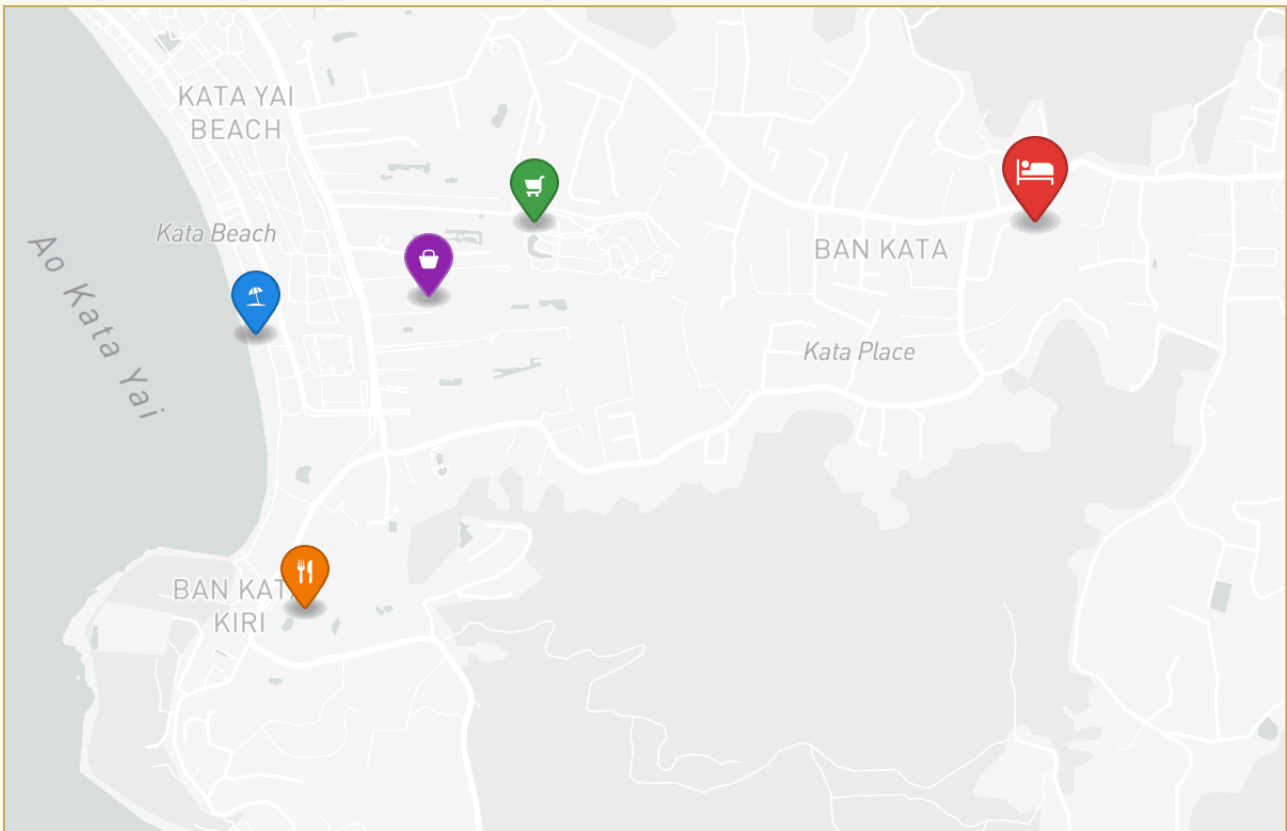 KATA YAI
BEACH
Kata Beach
BAN KATA
Ao Kata Yai
Kata Place
BAN KATA
KIRI